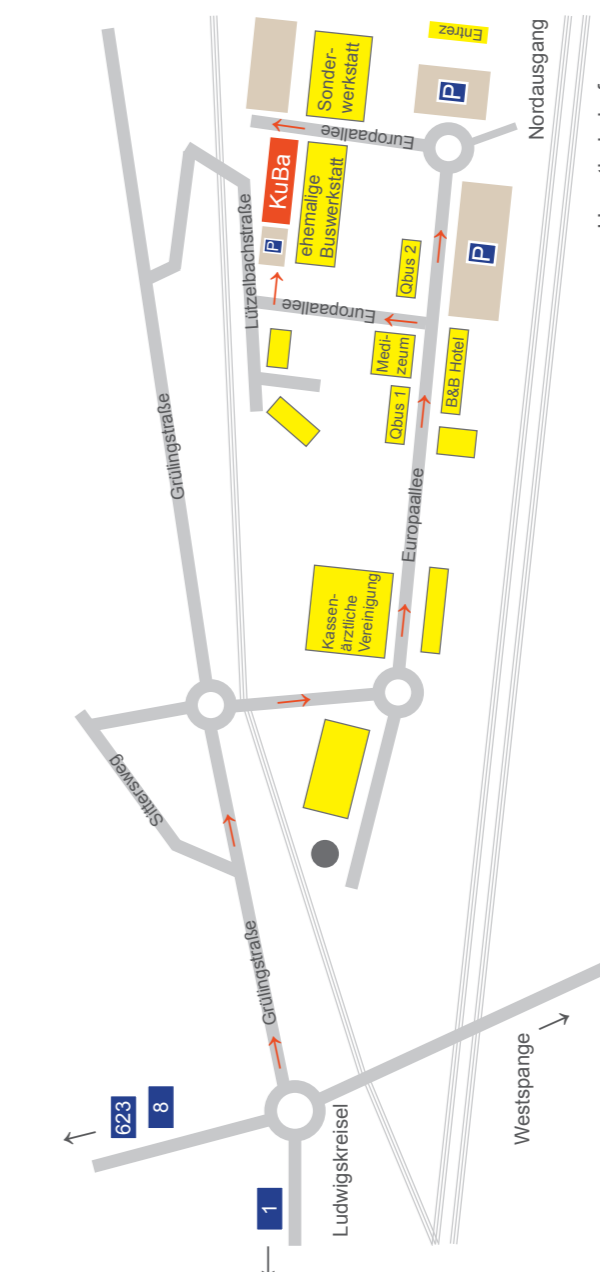 Entrez
P
Nordausgang
Sonder-
werkstatt
Europaallee
KuBa
ehemalige
Buswerkstatt
P
Lützelbachstraße
Europaallee
Qbus 2
P
Medi-
zeum
B&B Hotel
Qbus 1
Grülingstraße
Europaallee
Kassen-
ärztliche
Vereinigung
Sittersweg
Grülingstraße
623
8
1
Ludwigskreisel
Westspange